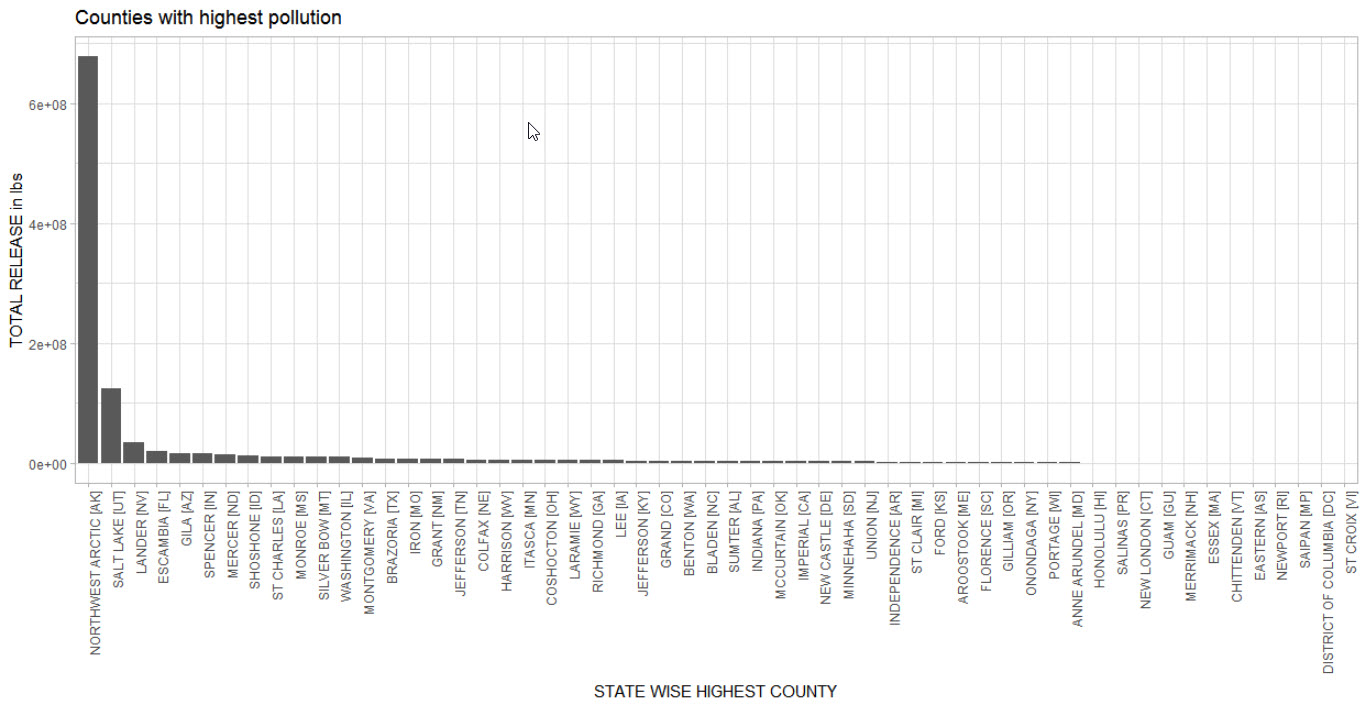 Counties with highest pollution
TOTAL RELEASE in lbs
6e+08
4e+08
2e+08
0e+00
NORTHWEST ARCTIC [AK]
SALT LAKE [UT]
LANDER [NV]
ESCAMBIA [FL]
GILA [AZ]
SPENCER [IN]
MERCER [ND]
SHOSHONE [ID]
ST CHARLES [LA]
MONROE [MS]
SILVER BOW [MT]
WASHINGTON [IL]
MONTGOMERY [VA]
BRAZORIA [TX]
IRON [MO]
GRANT [NM]
JEFFERSON [TN]
COLFAX [NE]
HARRISON [WV]
ITASCA [MN]
COSHOCTON [OH]
LARAMIE [WY]
RICHMOND [GA]
LEE [IA]
JEFFERSON [KY]
GRAND [CO]
BENTON [WA]
BLADEN [NC]
SUMTER [AL]
INDIANA [PA]
MCCURTAIN [OK]
IMPERIAL [CA]
NEW CASTLE [DE]
MINNEHAHA [SD]
UNION [NJ]
INDEPENDENCE [AR]
ST CLAIR [MI]
FORD [KS]
AROOSTOOK [ME]
FLORENCE [SC]
GILLIAM [OR]
ONONDAGA [NY]
PORTAGE [WI]
ANNE ARUNDEL [MD]
HONOLULU [HI]
SALINAS [PR]
NEW LONDON [CT]
GUAM [GU]
MERRIMACK [NH]
ESSEX [MA]
CHITTENDEN [VT]
EASTERN [AS]
NEWPORT [RI]
SAIPAN [MP]
DISTRICT OF COLUMBIA [DC]
ST CROIX [VI]
STATE WISE HIGHEST COUNTY